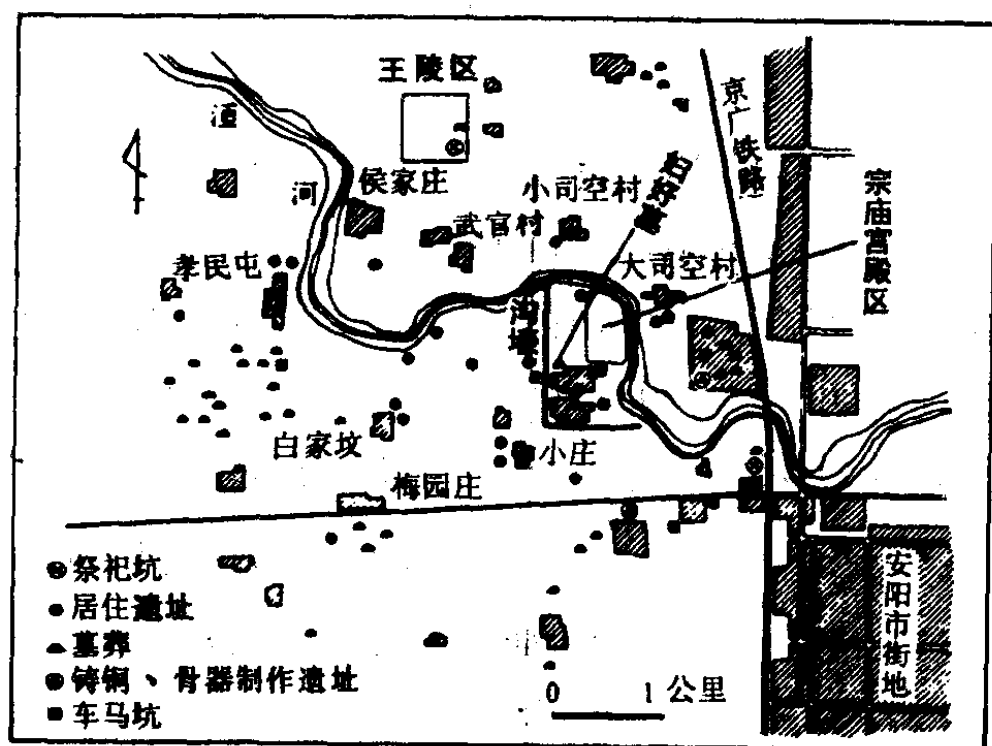 王陵区
洹
河
京广铁路
侯家庄
小司空村
武官村
宗庙宫殿区
孝民屯
大司空村
白家坟
小庄
梅园庄
祭祀坑
居住遗址
墓葬
铸铜、骨器制作遗址
车马坑
0 1 公里
安阳市街地